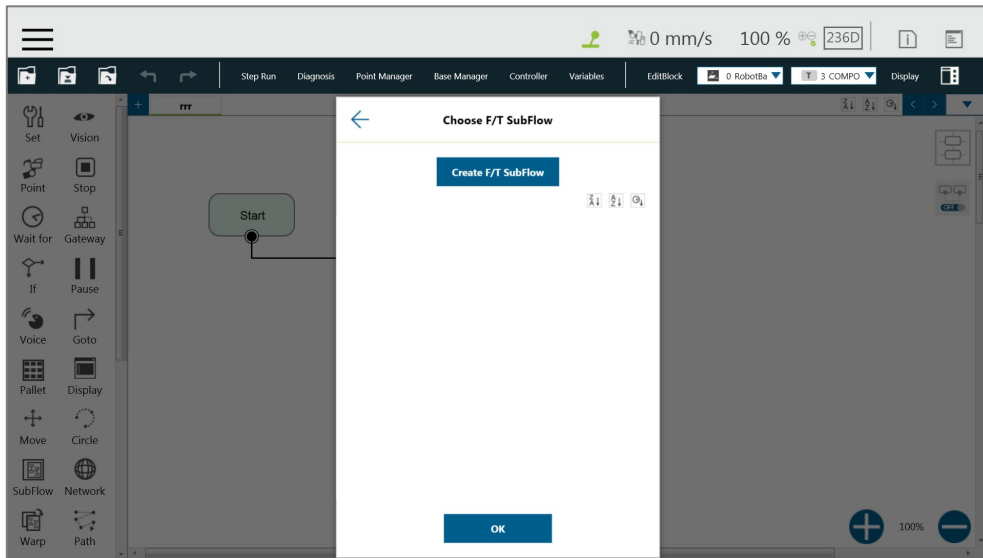 0 mm/s 100 % 236D
Step Run Diagnosis Point Manager Base Manager Controller Variables EditBlock 0 RobotBa T 3 COMPO Display
rrr
Choose F/T SubFlow
Create F/T SubFlow
Set Vision
Point Stop
Start
Wait for Gateway
If Pause
Voice Goto
Pallet Display
Move Circle
SubFlow Network
Warp Path
OFF
OK
100%